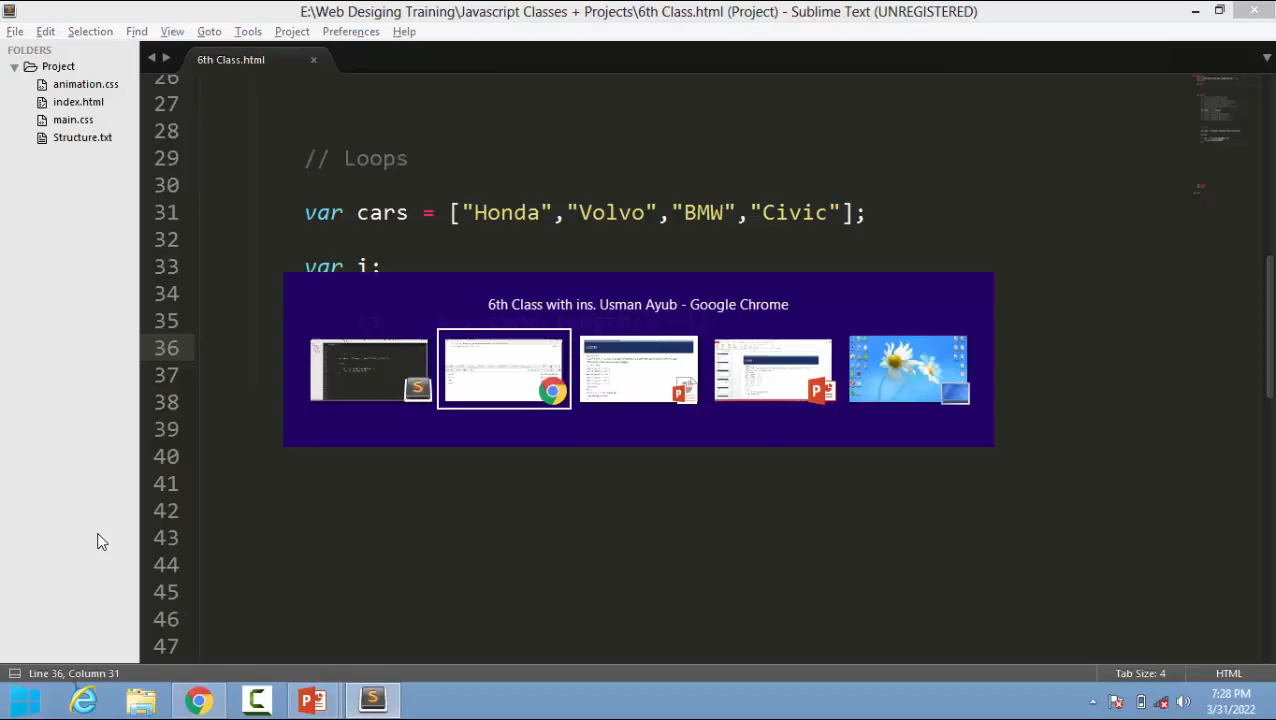 E:\Web Desiging Training\Javascript Classes + Projects\6th Class.html (Project) - Sublime Text (UNREGISTERED)
File Edit Selection Find View Goto Tools Project Preferences Help
FOLDERS
Project
animation.css
index.html
main.css
Structure.txt
6th Class.html ×
26
27
28
29 // Loops
30
31 var cars = ["Honda","Volvo","BMW","Civic"];
32
33 var i;
34
35
36
37
38
39
40
41
42
43
44
45
46
47
6th Class with ins. Usman Ayub - Google Chrome
Line 36, Column 31
Tab Size: 4
HTML
7:28 PM
3/31/2022